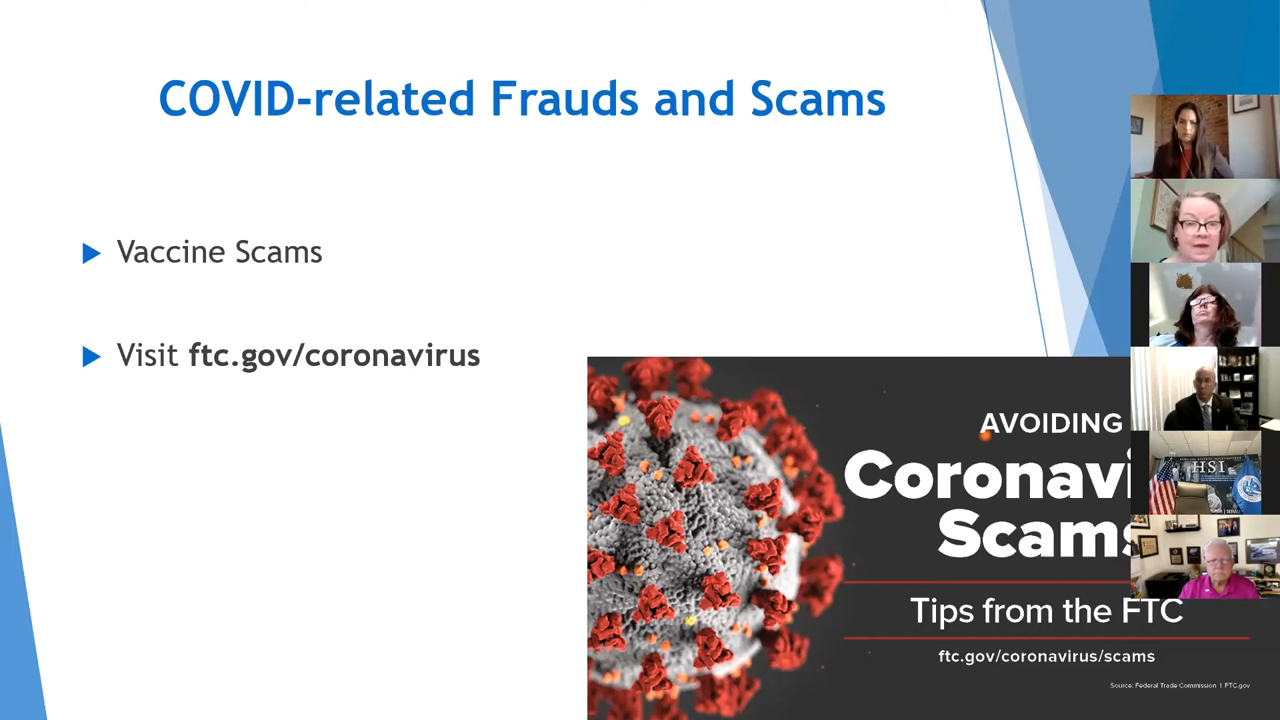 COVID-related Frauds and Scams
Vaccine Scams
Visit ftc.gov/coronavirus
AVOIDING
Coronavi
Scams
Tips from the FTC
ftc.gov/coronavirus/scams
Source: Federal Trade Commission | FTC.gov
HSI